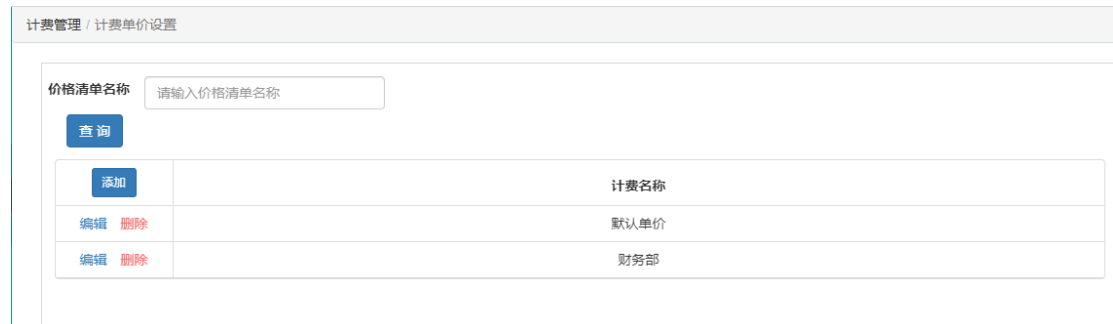 计费管理 / 计费单价设置
价格清单名称 请输入价格清单名称
查询
添加 计费名称
编辑 删除 默认单价
编辑 删除 财务部